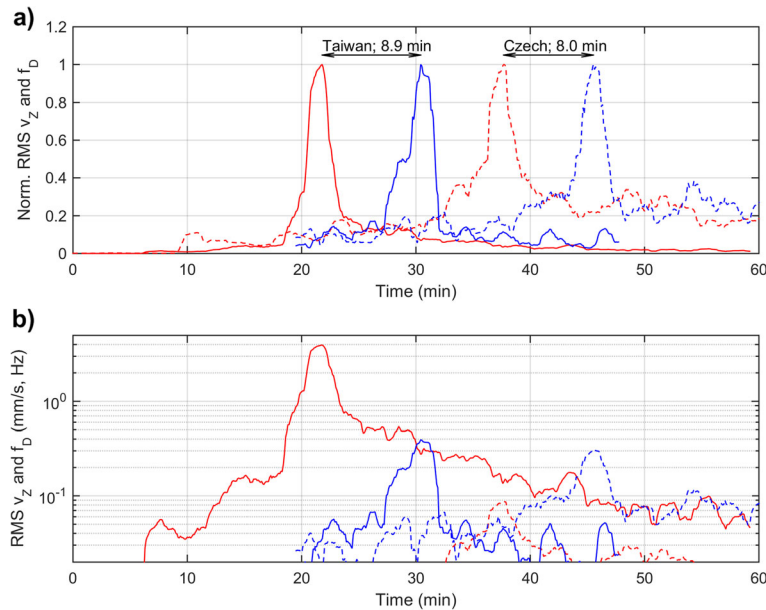 a)
Taiwan; 8.9 min
Czech; 8.0 min
Norm. RMS v_Z and f_D
1.2
1
0.8
0.6
0.4
0.2
0
0 10 20 30 40 50 60
Time (min)
b)
RMS v_Z and f_D (mm/s, Hz)
10^0
10^-1
0 10 20 30 40 50 60
Time (min)